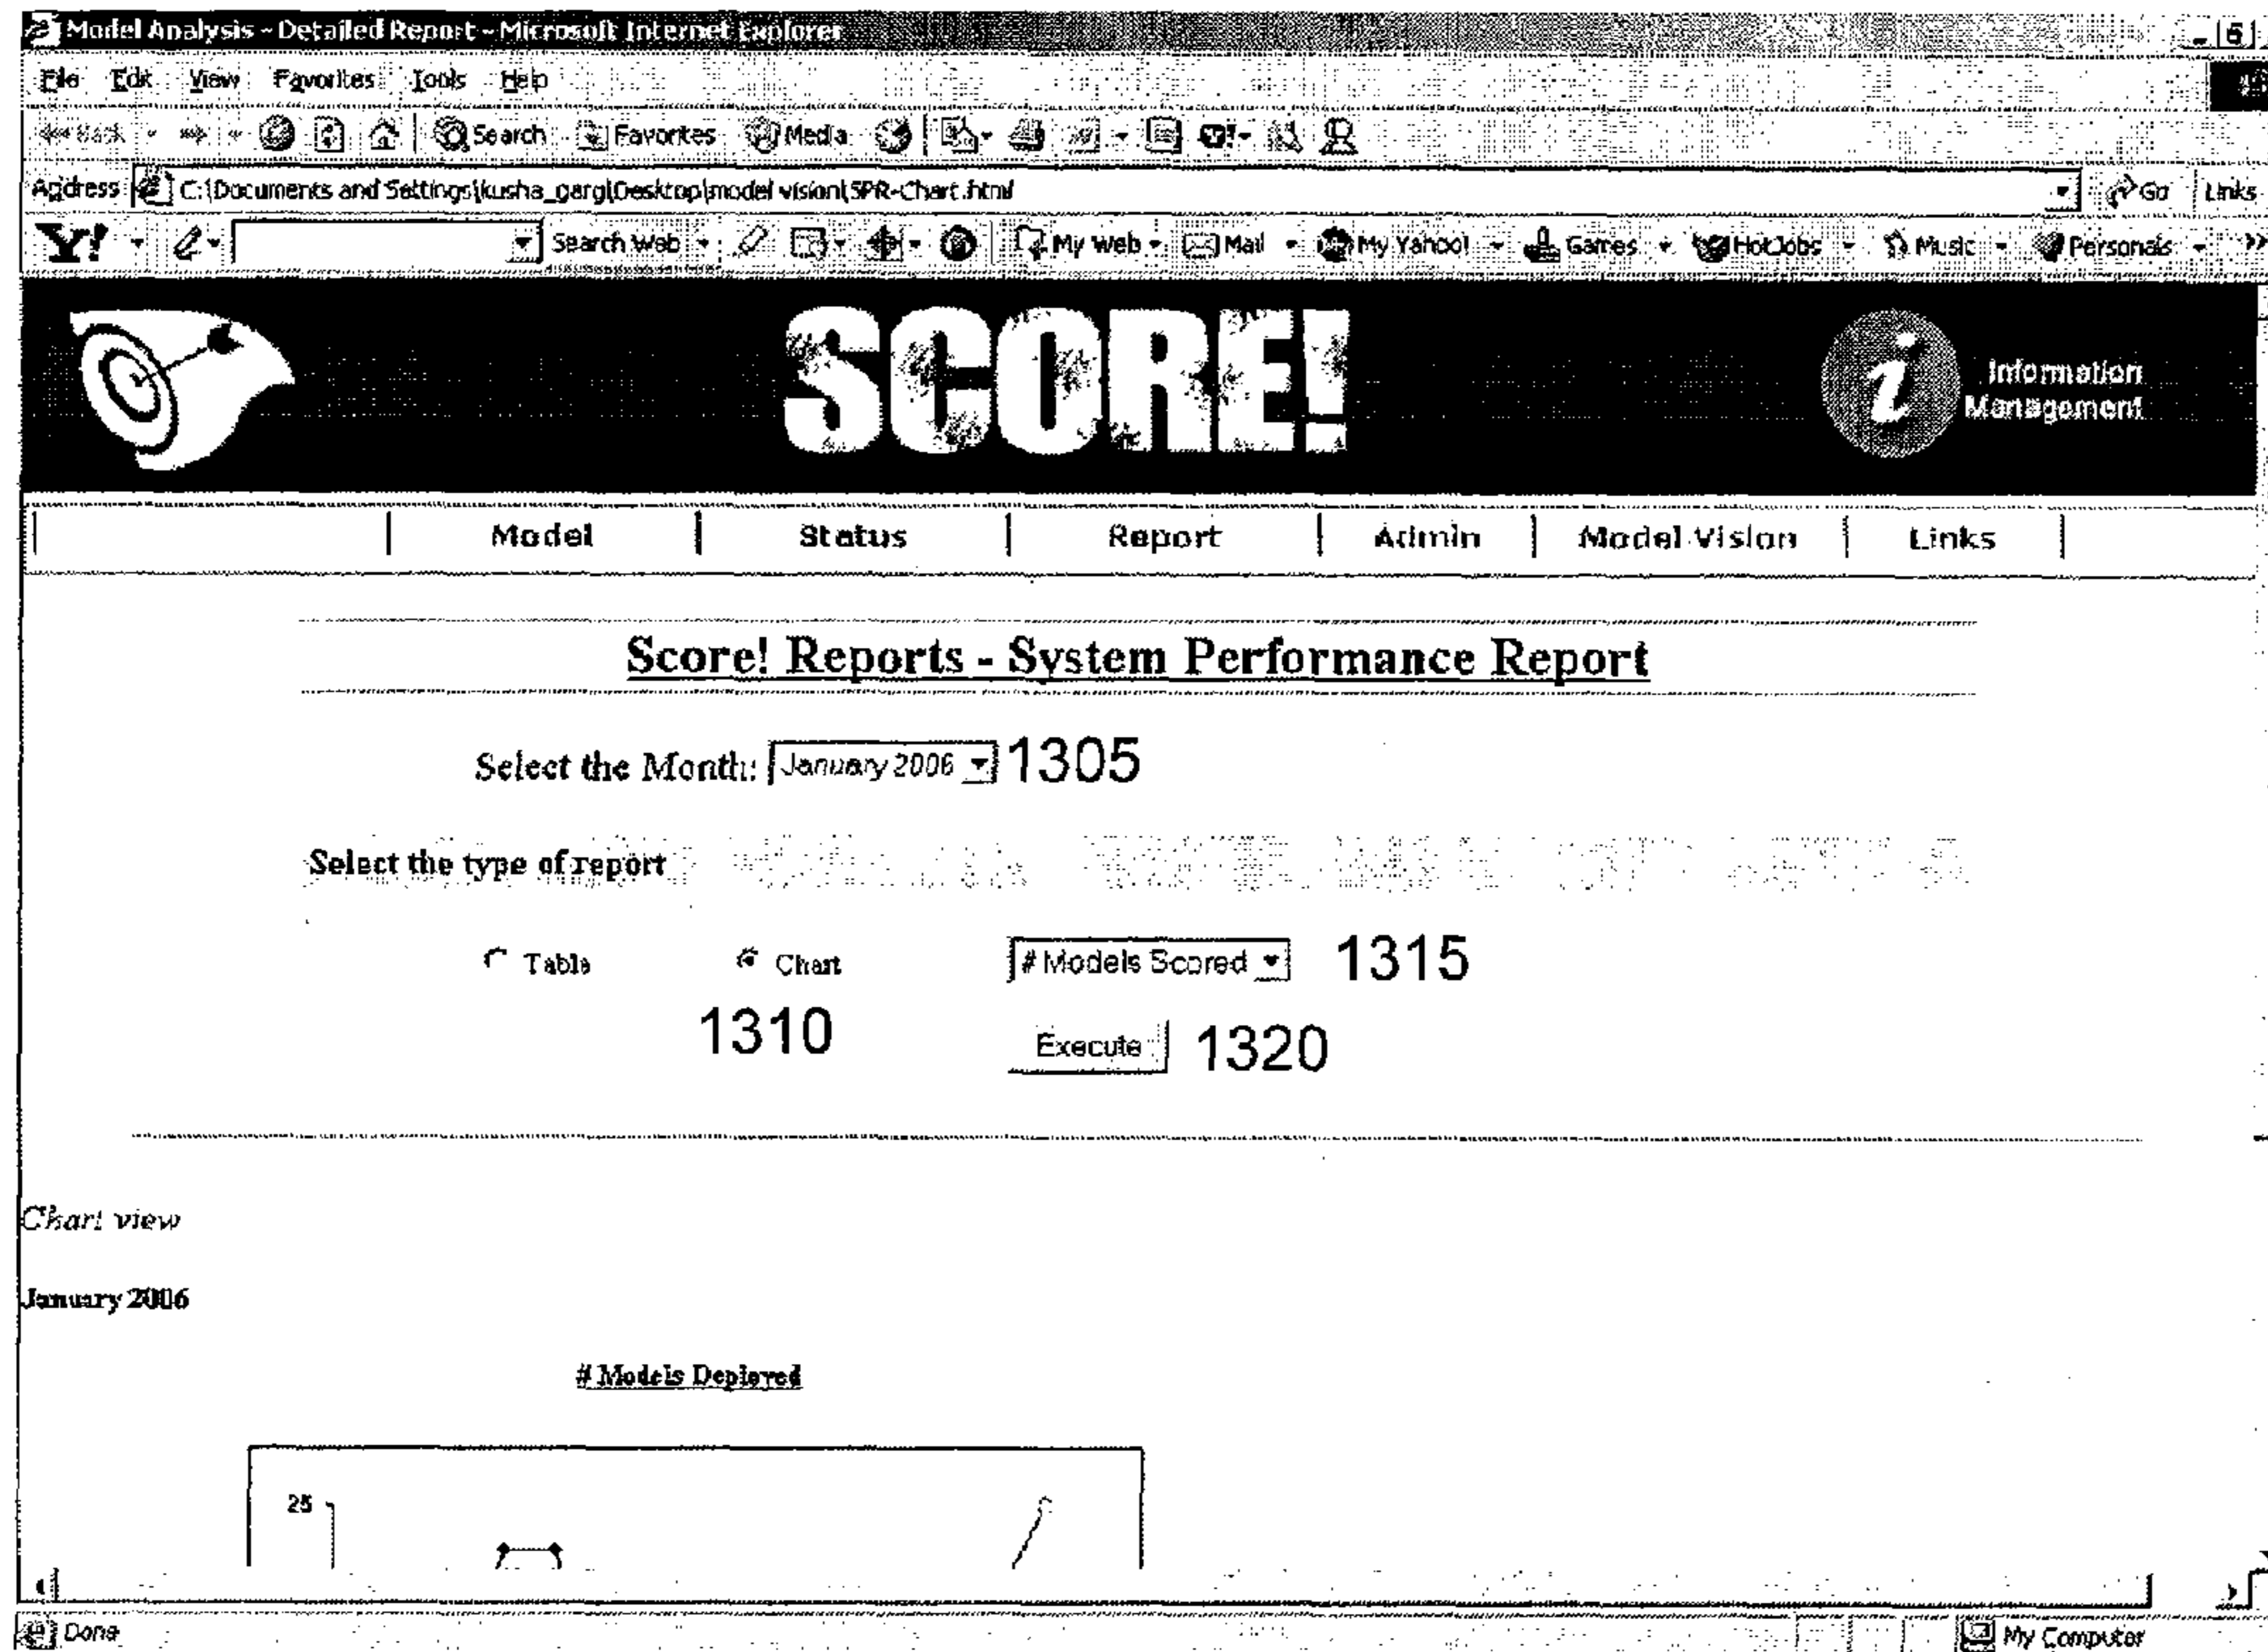 Model Analysis - Detailed Report - Microsoft Internet Explorer
File Edit View Favorites Tools Help
Back Search Favorites Media
Address C:\Documents and Settings\kusha_garg\Desktop\model vision\SPR-Chart.html Go Links
Y! Search Web My Web Mail My Yahoo! Games HotJobs Music Personals »
SCORE!
i Information
Management
Model Status Report Admin Model Vision Links
Score! Reports - System Performance Report
Select the Month: January 2006 1305
Select the type of report
Table Chart # Models Scored 1315
1310 Execute 1320
Chart view
January 2006
# Models Deployed
25
Done My Computer